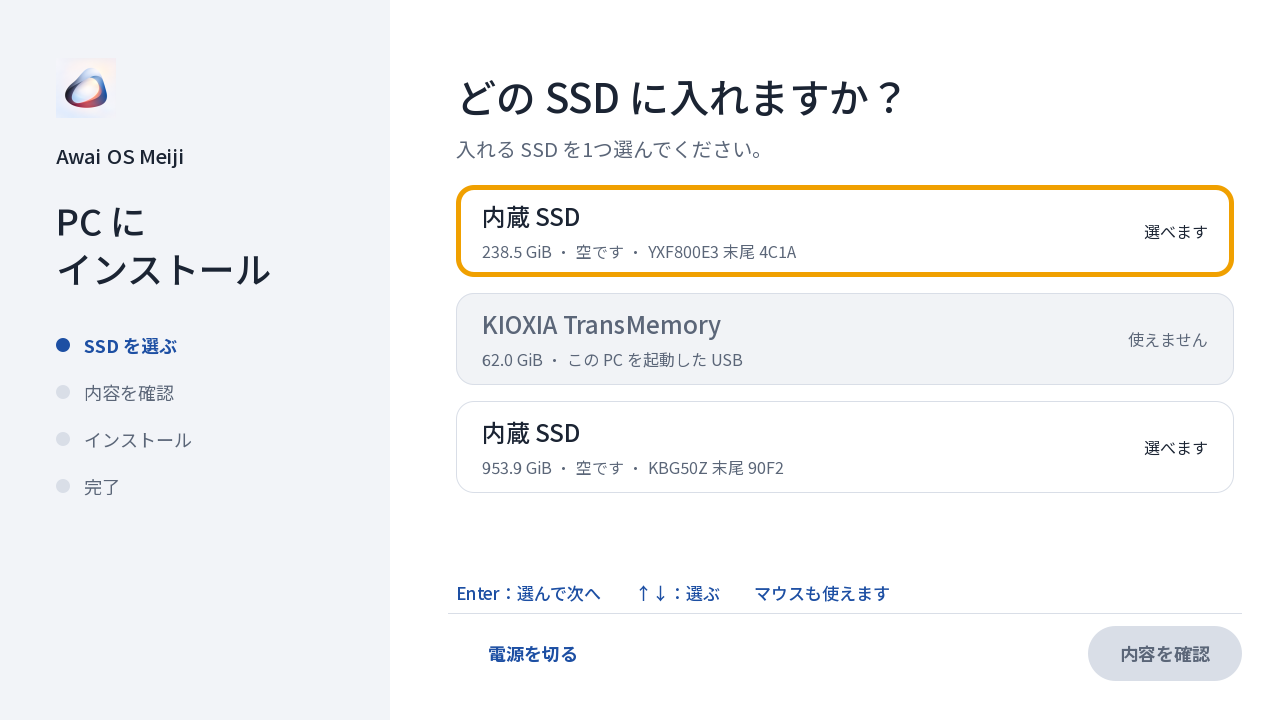 Awai OS Meiji
PC に
インストール
SSD を選ぶ
内容を確認
インストール
完了
どの SSD に入れますか？
入れる SSD を1つ選んでください。
内蔵 SSD
238.5 GiB ・ 空です ・ YXF800E3 末尾 4C1A
選べます
KIOXIA TransMemory
62.0 GiB ・ この PC を起動した USB
使えません
内蔵 SSD
953.9 GiB ・ 空です ・ KBG50Z 末尾 90F2
選べます
Enter：選んで次へ　↑↓：選ぶ　マウスも使えます
電源を切る
内容を確認